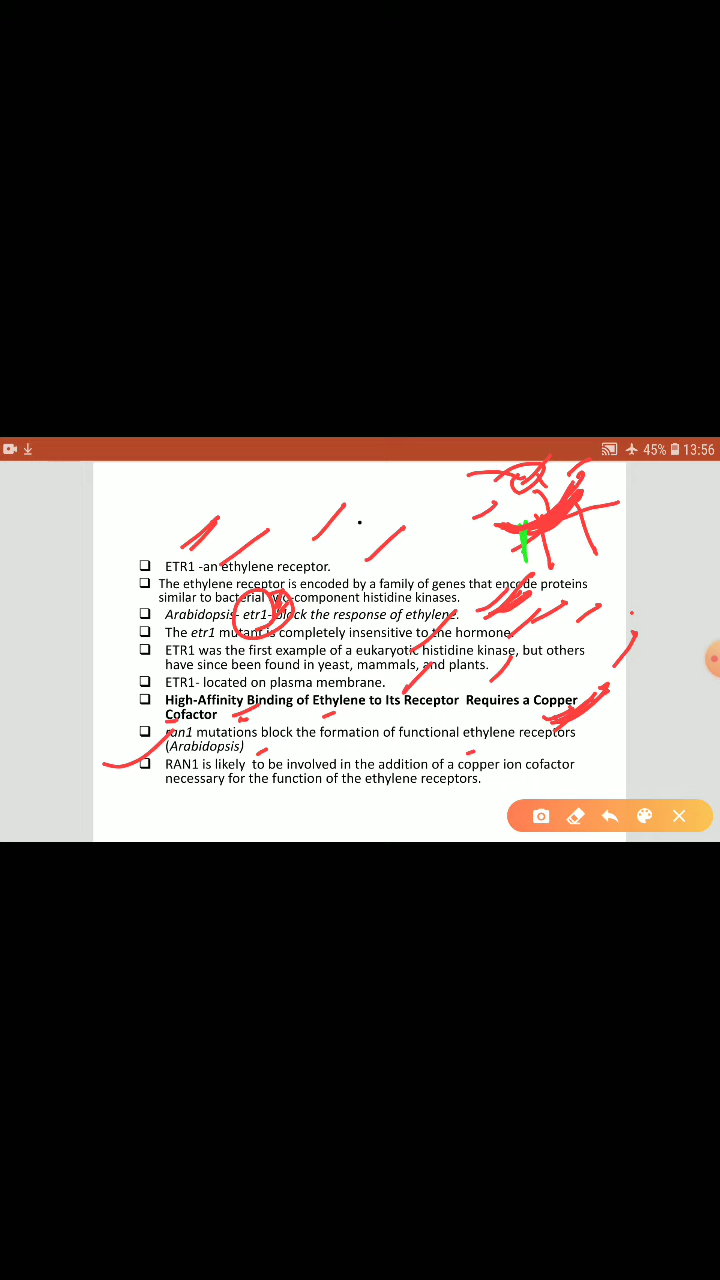 45% 13:56
ETR1 -an ethylene receptor.
The ethylene receptor is encoded by a family of genes that encode proteins
similar to bacterial two-component histidine kinases.
Arabidopsis- etr1-block the response of ethylene.
The etr1 mutant is completely insensitive to the hormone.
ETR1 was the first example of a eukaryotic histidine kinase, but others
have since been found in yeast, mammals, and plants.
ETR1- located on plasma membrane.
High-Affinity Binding of Ethylene to Its Receptor Requires a Copper
Cofactor
ran1 mutations block the formation of functional ethylene receptors
(Arabidopsis)
RAN1 is likely to be involved in the addition of a copper ion cofactor
necessary for the function of the ethylene receptors.